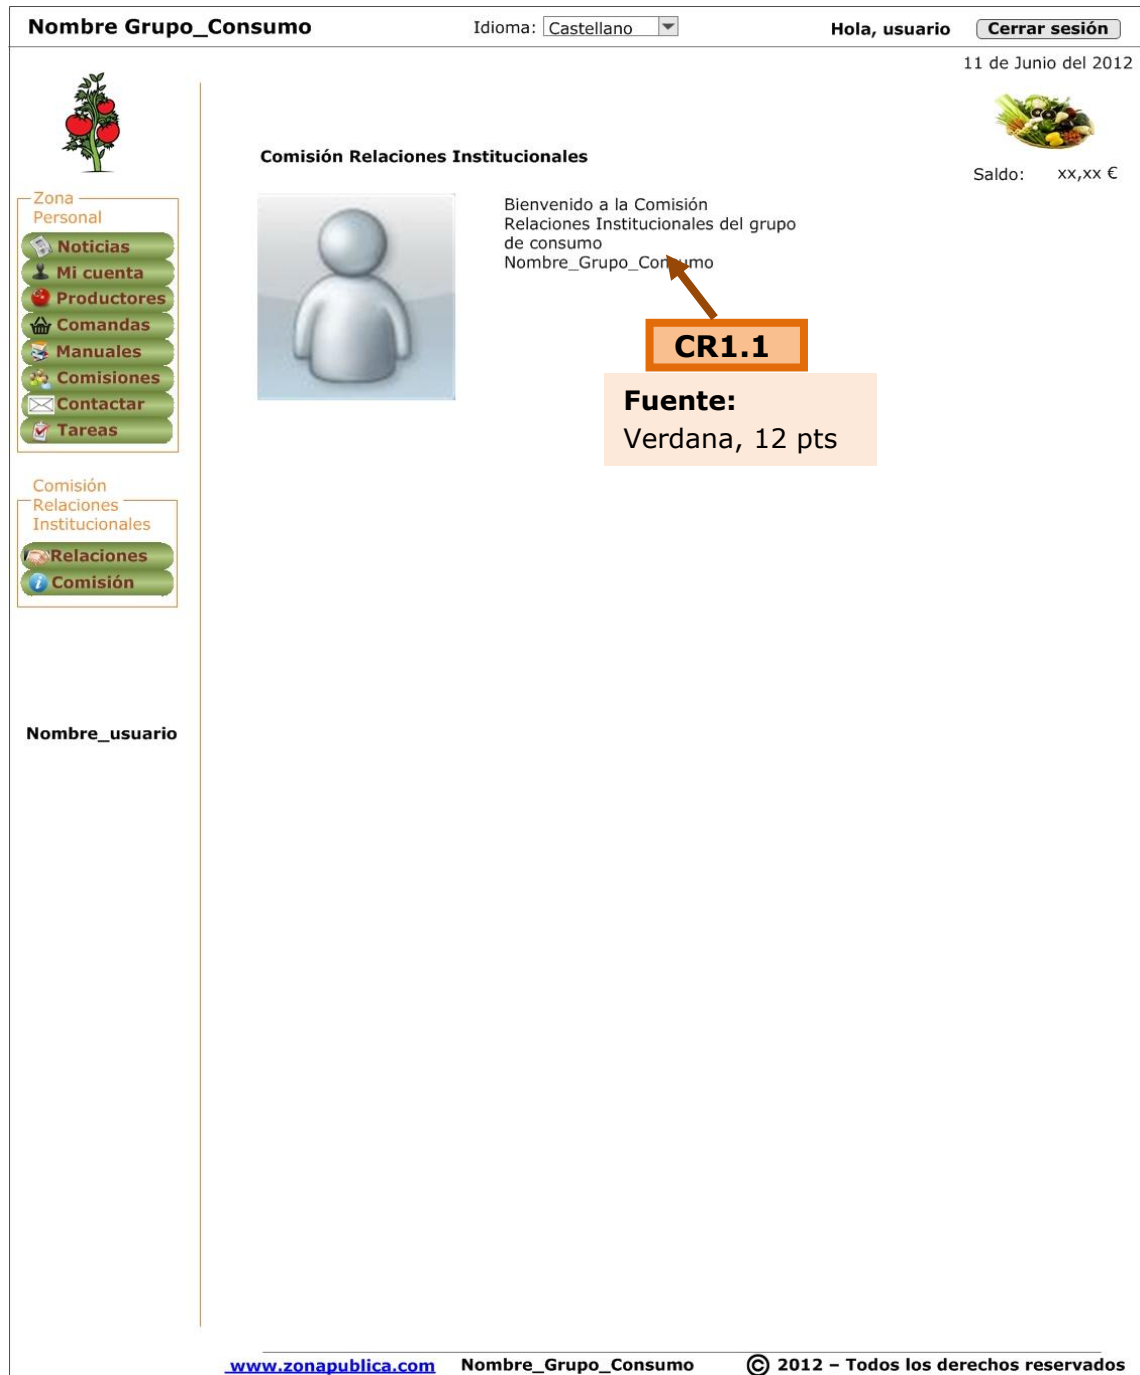 Nombre Grupo_Consumo
Idioma: Castellano
Hola, usuario
Cerrar sesión
11 de Junio del 2012
Saldo: xx,xx €
Zona
Personal
Noticias
Mi cuenta
Productores
Comandas
Manuales
Comisiones
Contactar
Tareas
Comisión
Relaciones
Institucionales
Relaciones
Comisión
Nombre_usuario
Comisión Relaciones Institucionales
Bienvenido a la Comisión
Relaciones Institucionales del grupo
de consumo
Nombre_Grupo_Consumo
CR1.1
Fuente:
Verdana, 12 pts
www.zonapublica.com
Nombre_Grupo_Consumo
© 2012 – Todos los derechos reservados